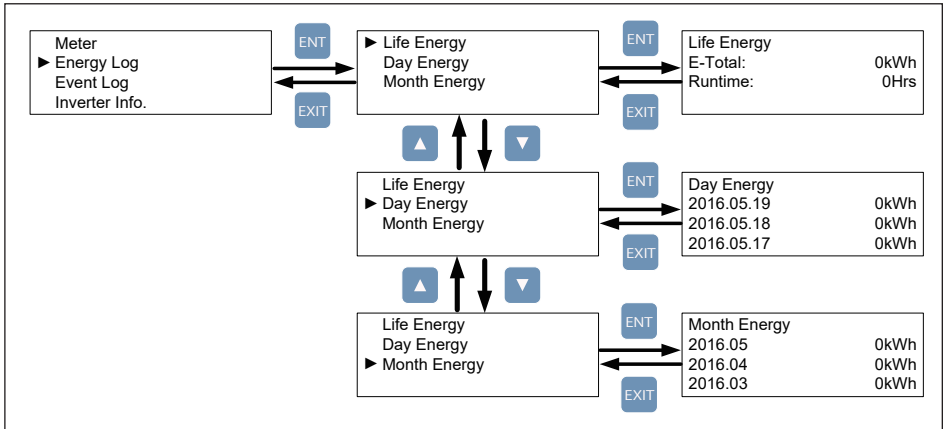 Meter
► Energy Log
Event Log
Inverter Info.
ENT
EXIT
► Life Energy
Day Energy
Month Energy
ENT
EXIT
Life Energy
E-Total: 0kWh
Runtime: 0Hrs
Life Energy
► Day Energy
Month Energy
ENT
EXIT
Day Energy
2016.05.19 0kWh
2016.05.18 0kWh
2016.05.17 0kWh
Life Energy
Day Energy
► Month Energy
ENT
EXIT
Month Energy
2016.05 0kWh
2016.04 0kWh
2016.03 0kWh